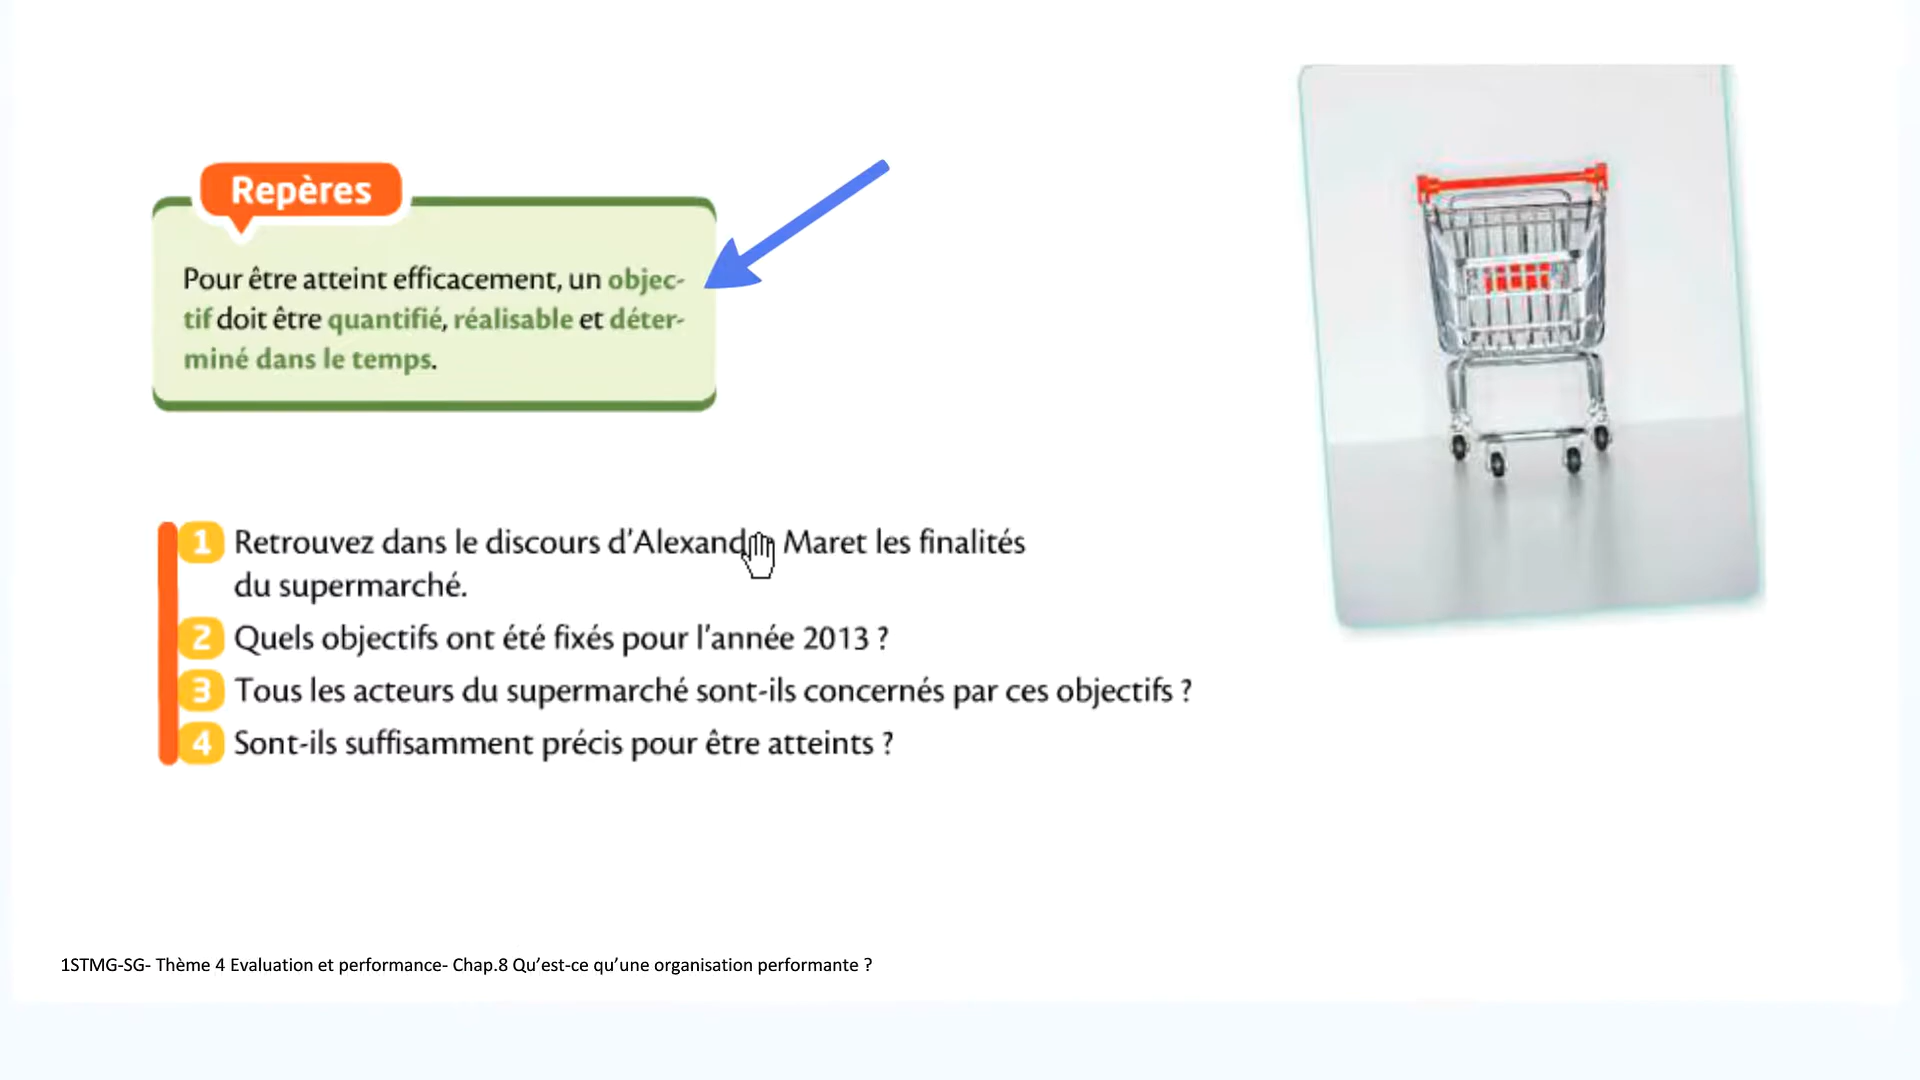 Repères
Pour être atteint efficacement, un objec-
tif doit être quantifié, réalisable et déter-
miné dans le temps.
1 Retrouvez dans le discours d'Alexand Maret les finalités
du supermarché.
2 Quels objectifs ont été fixés pour l'année 2013 ?
3 Tous les acteurs du supermarché sont-ils concernés par ces objectifs ?
4 Sont-ils suffisamment précis pour être atteints ?
1STMG-SG- Thème 4 Evaluation et performance- Chap.8 Qu'est-ce qu'une organisation performante ?